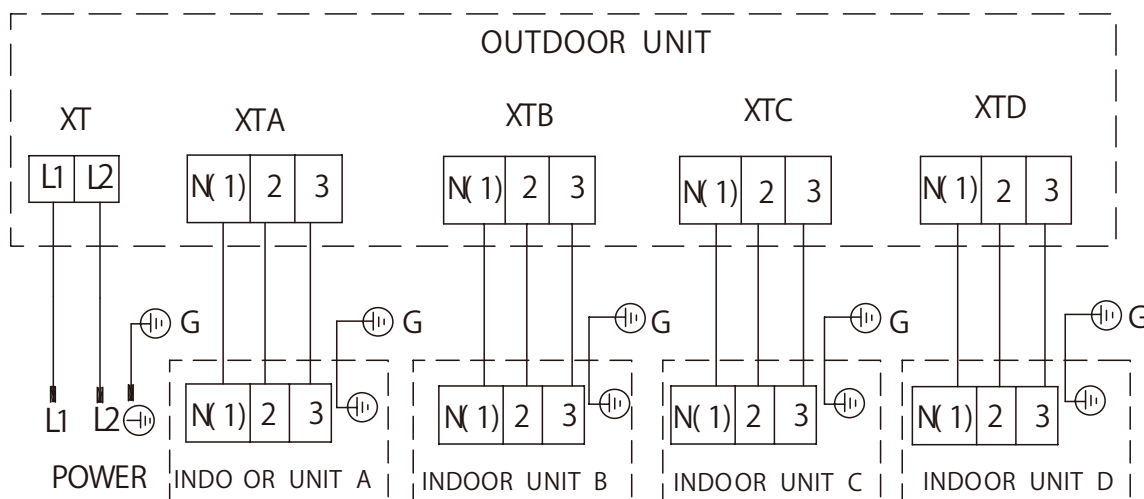 OUTDOOR UNIT
XT XTA XTB XTC XTD
L1 L2 N(1) 2 3 N(1) 2 3 N(1) 2 3 N(1) 2 3
G G G G G
L1 L2 N(1) 2 3 N(1) 2 3 N(1) 2 3 N(1) 2 3
POWER INDO OR UNIT A INDOOR UNIT B INDOOR UNIT C INDOOR UNIT D